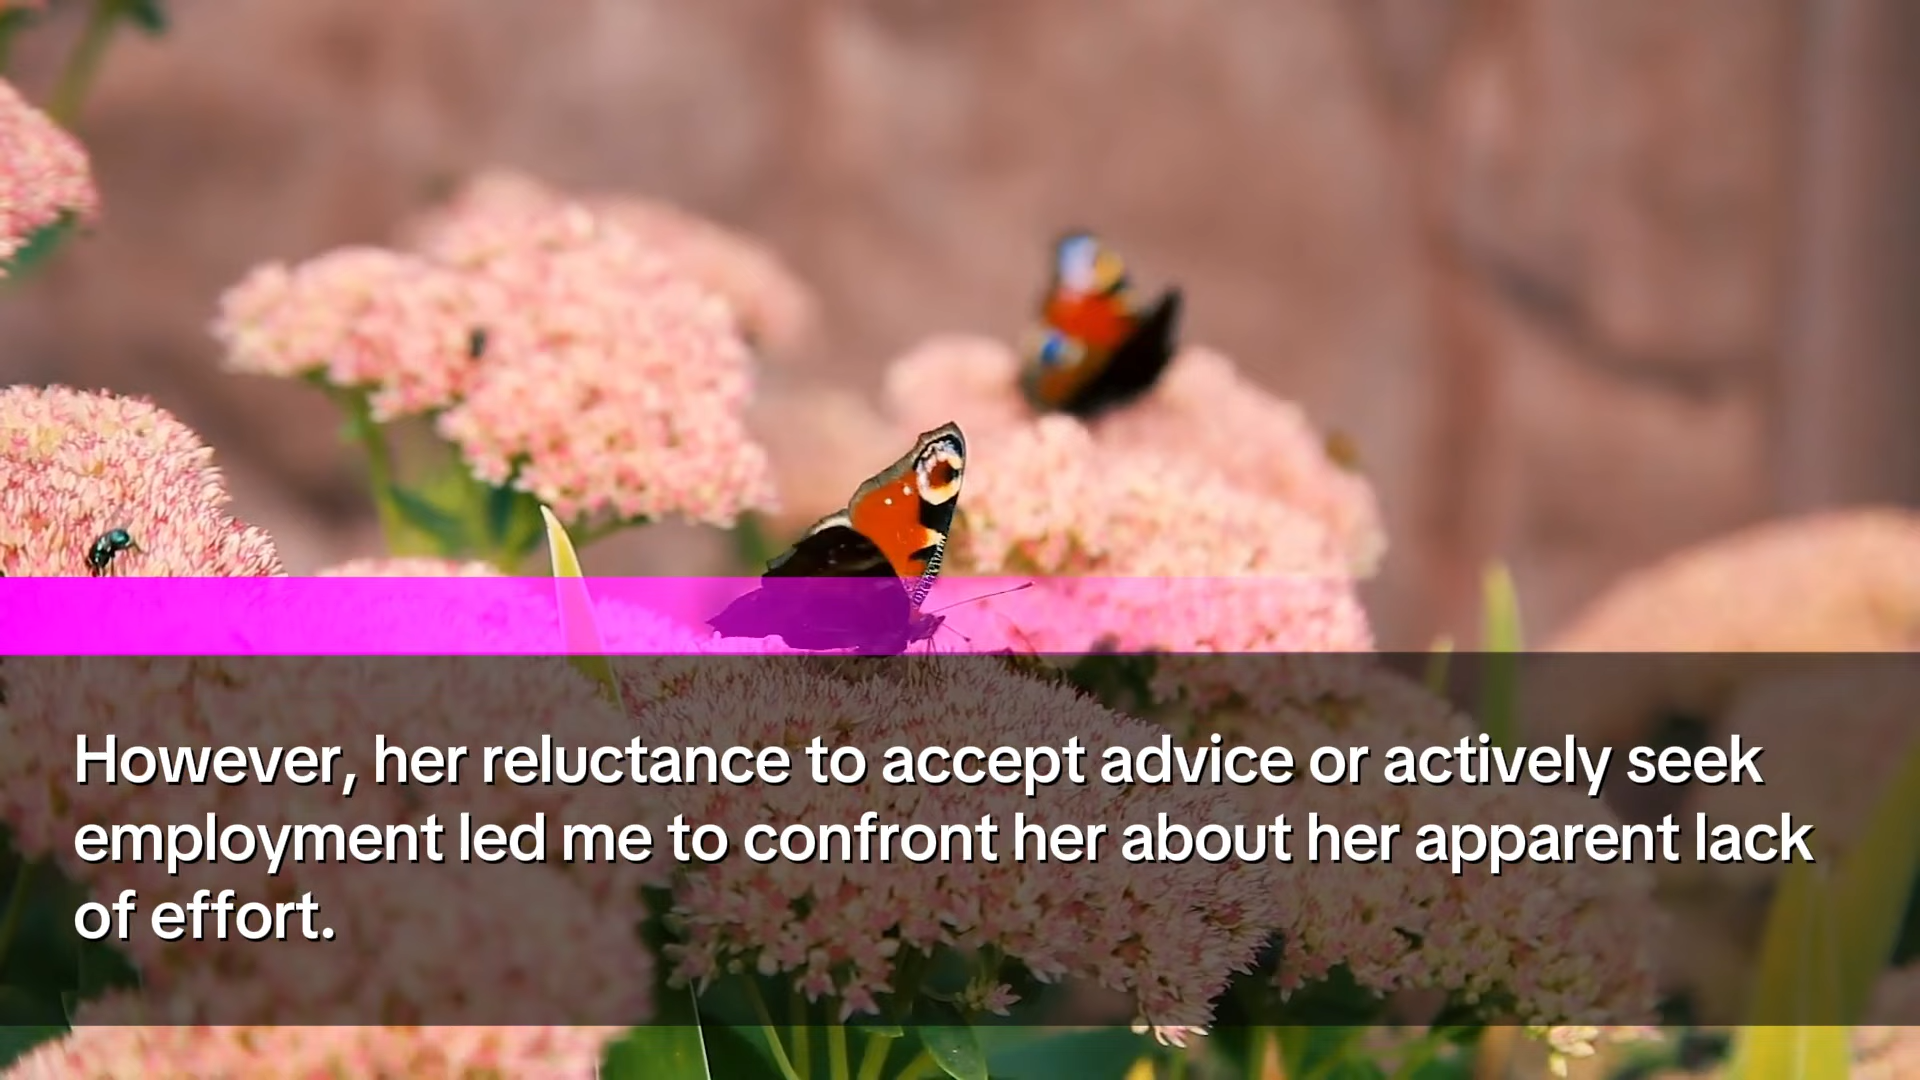 However, her reluctance to accept advice or actively seek
employment led me to confront her about her apparent lack
of effort.